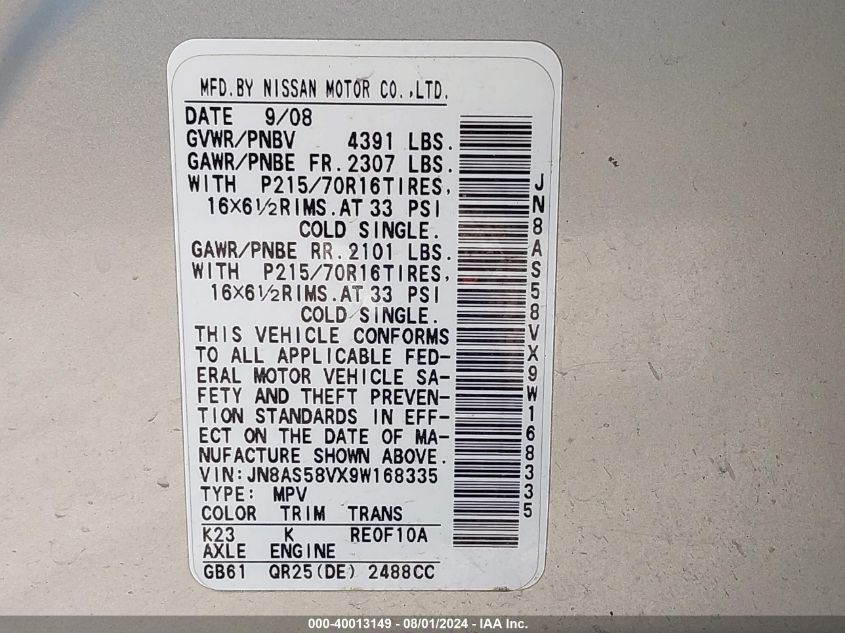 MFD.BY NISSAN MOTOR CO.,LTD.
DATE 9/08
GVWR/PNBV 4391 LBS.
GAWR/PNBE FR.2307 LBS.
WITH P215/70R16TIRES,
16X6½RIMS.AT 33 PSI
COLD SINGLE.
GAWR/PNBE RR.2101 LBS.
WITH P215/70R16TIRES,
16X6½RIMS.AT 33 PSI
COLD SINGLE.
THIS VEHICLE CONFORMS
TO ALL APPLICABLE FED-
ERAL MOTOR VEHICLE SA-
FETY AND THEFT PREVEN-
TION STANDARDS IN EFF-
ECT ON THE DATE OF MA-
NUFACTURE SHOWN ABOVE.
VIN:JN8AS58VX9W168335
TYPE: MPV
COLOR TRIM TRANS
K23 K RE0F10A
AXLE ENGINE
GB61 QR25(DE) 2488CC
JN8AS58VX9W168335
000-40013149 - 08/01/2024 - IAA Inc.